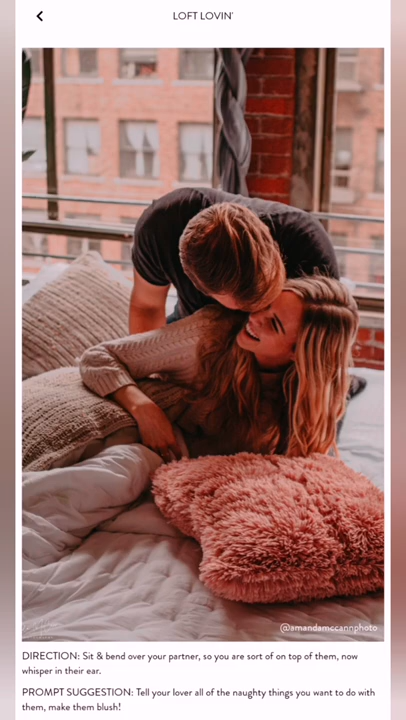 LOFT LOVIN'
@amandamccannphoto
DIRECTION: Sit & bend over your partner, so you are sort of on top of them, now
whisper in their ear.
PROMPT SUGGESTION: Tell your lover all of the naughty things you want to do with
them, make them blush!